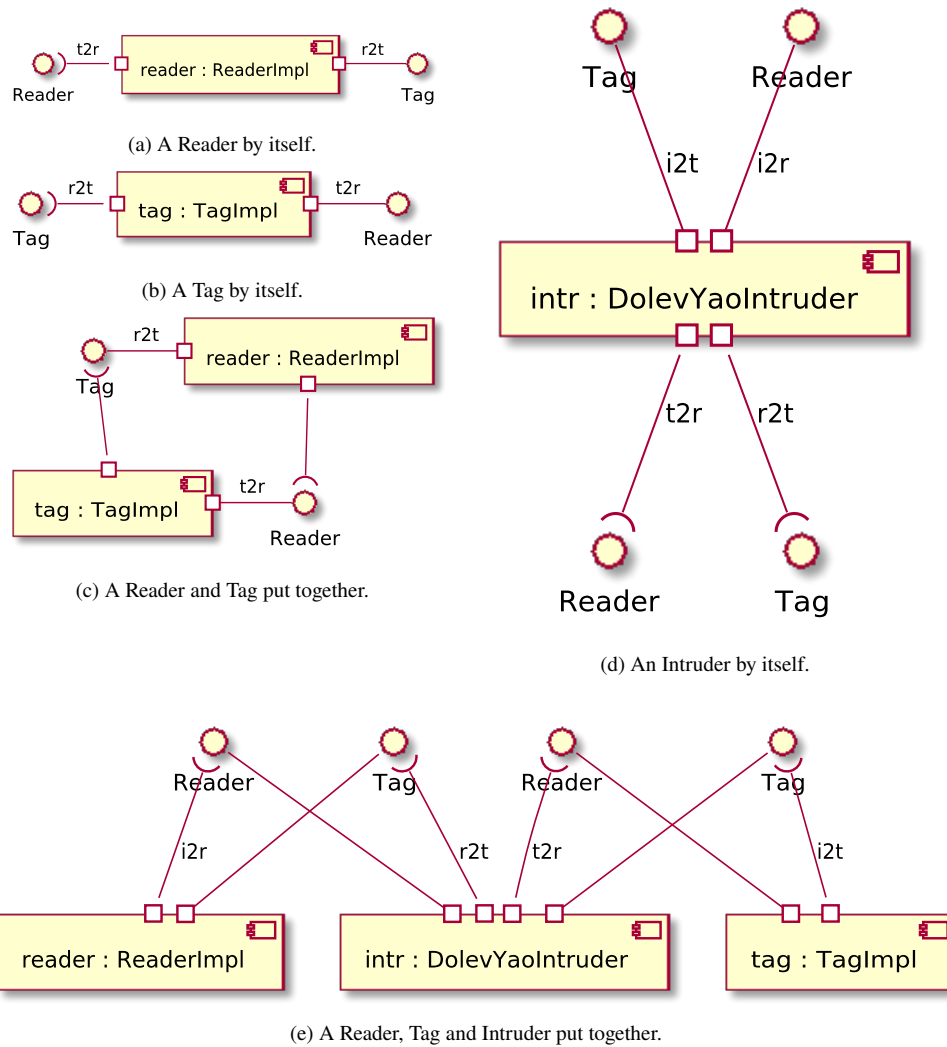 t2r
reader : ReaderImpl
r2t
Reader
Tag
(a) A Reader by itself.
r2t
tag : TagImpl
t2r
Tag
Reader
(b) A Tag by itself.
r2t
reader : ReaderImpl
Tag
tag : TagImpl
t2r
Reader
(c) A Reader and Tag put together.
Tag
Reader
i2t
i2r
intr : DolevYaoIntruder
t2r
r2t
Reader
Tag
(d) An Intruder by itself.
Reader
Tag
Reader
Tag
i2r
r2t
t2r
i2t
reader : ReaderImpl
intr : DolevYaoIntruder
tag : TagImpl
(e) A Reader, Tag and Intruder put together.